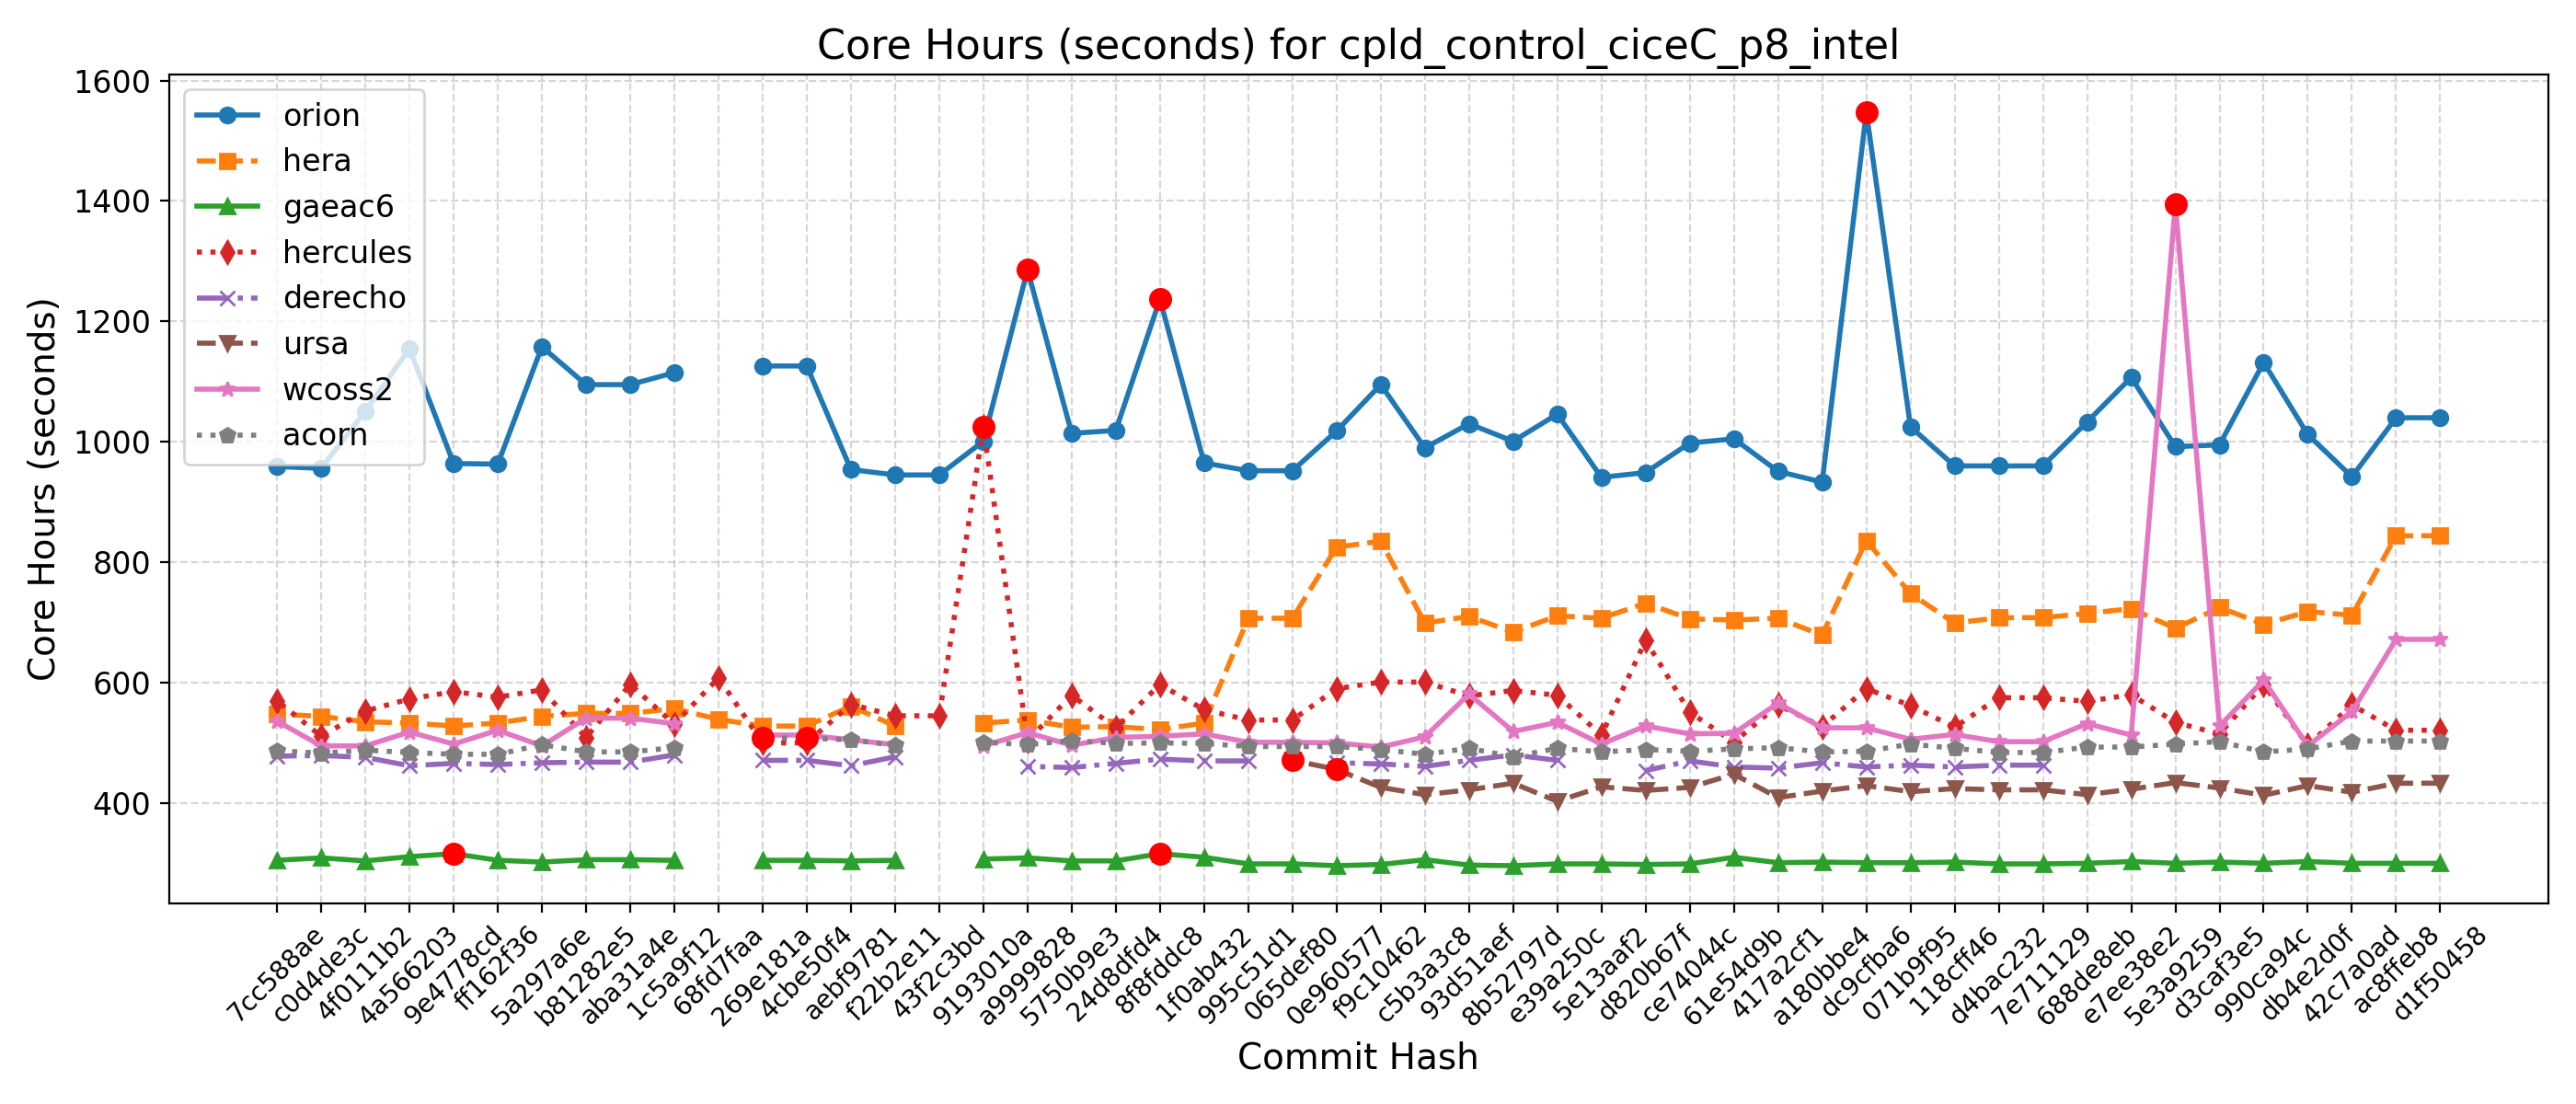 Core Hours (seconds) for cpld_control_ciceC_p8_intel
Core Hours (seconds)
1600
1400
1200
1000
800
600
400
orion
hera
gaeac6
hercules
derecho
ursa
wcoss2
acorn
7cc588ae
c0d4de3c
4f0111b2
4a566203
9e4778cd
ff162f36
5a297a6e
b81282e5
aba31a4e
1c5a9f12
68fd7faa
269e181a
4cbe50f4
aebf9781
f22b2e11
43f2c3bd
9193010a
a9999828
5750b9e3
24d8dfd4
8f8fddc8
1f0ab432
995c51d1
065def80
0e960577
f9c10462
c5b3a3c8
93d51aef
8b52797d
e39a250c
5e13aaf2
d820b67f
ce74044c
61e54d9b
417a2cf1
a180bbe4
dc9cfba6
071b9f95
118cff46
d4bac232
7e711129
688de8eb
e7ee38e2
5e3a9259
d3caf3e5
990ca94c
db4e2d0f
42c7a0ad
ac8ffeb8
d1f50458
Commit Hash